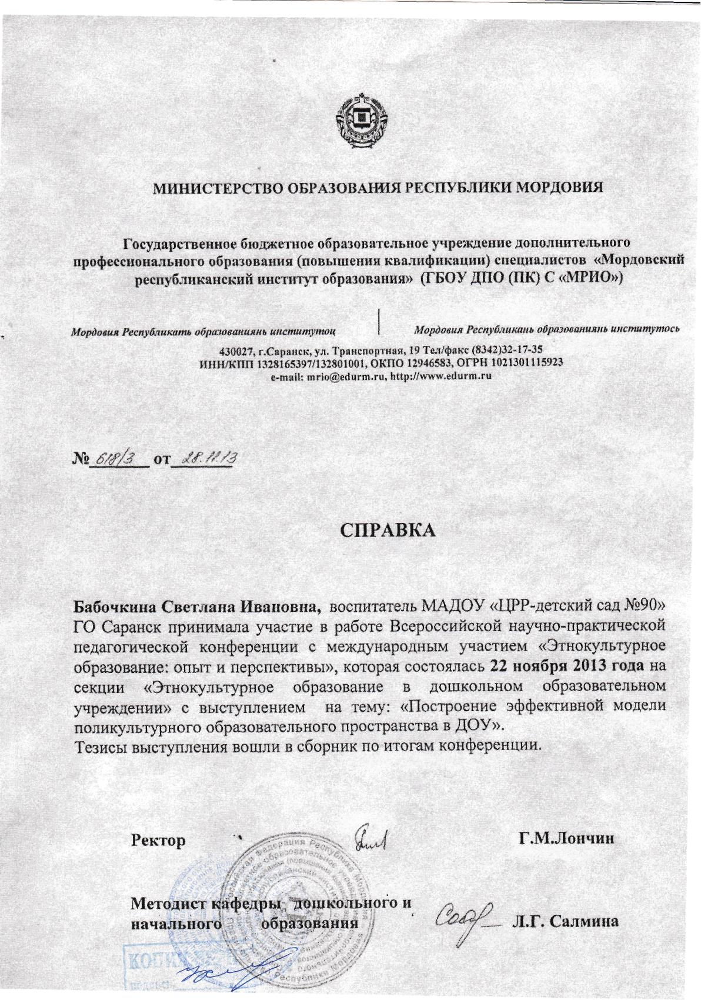 МИНИСТЕРСТВО ОБРАЗОВАНИЯ РЕСПУБЛИКИ МОРДОВИЯ
Государственное бюджетное образовательное учреждение дополнительного
профессионального образования (повышения квалификации) специалистов «Мордовский
республиканский институт образования» (ГБОУ ДПО (ПК) С «МРИО»)
Мордовия Республикать образованиянь институтоц
Мордовия Республикань образованиянь институтось
430027, г.Саранск, ул. Транспортная, 19 Тел/факс (8342)32-17-35
ИНН/КПП 1328165397/132801001, ОКПО 12946583, ОГРН 1021301115923
e-mail: mrio@edurm.ru, http://www.edurm.ru
№ 618/3 от 28.11.13
СПРАВКА
Бабочкина Светлана Ивановна, воспитатель МАДОУ «ЦРР-детский сад №90»
ГО Саранск принимала участие в работе Всероссийской научно-практической
педагогической конференции с международным участием «Этнокультурное
образование: опыт и перспективы», которая состоялась 22 ноября 2013 года на
секции «Этнокультурное образование в дошкольном образовательном
учреждении» с выступлением на тему: «Построение эффективной модели
поликультурного образовательного пространства в ДОУ».
Тезисы выступления вошли в сборник по итогам конференции.
Ректор
Г.М.Лончин
Методист кафедры дошкольного и
начального образования
Л.Г. Салмина